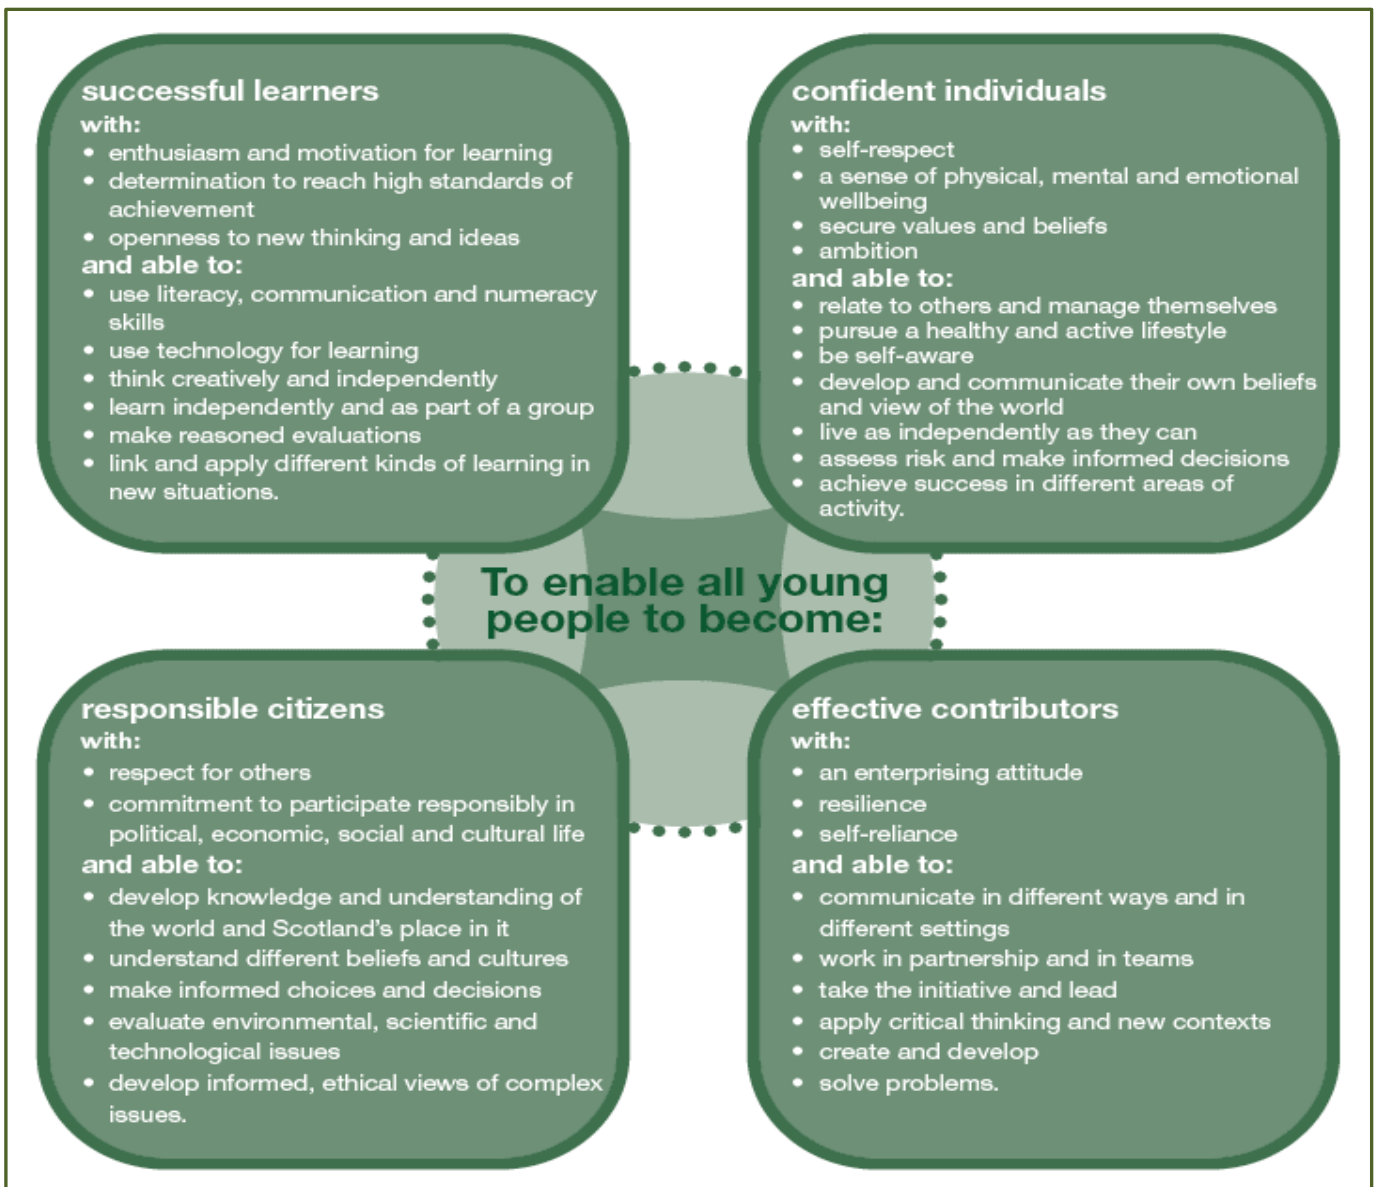 successful learners
with:
• enthusiasm and motivation for learning
• determination to reach high standards of
achievement
• openness to new thinking and ideas
and able to:
• use literacy, communication and numeracy
skills
• use technology for learning
• think creatively and independently
• learn independently and as part of a group
• make reasoned evaluations
• link and apply different kinds of learning in
new situations.
confident individuals
with:
• self-respect
• a sense of physical, mental and emotional
wellbeing
• secure values and beliefs
• ambition
and able to:
• relate to others and manage themselves
• pursue a healthy and active lifestyle
• be self-aware
• develop and communicate their own beliefs
and view of the world
• live as independently as they can
• assess risk and make informed decisions
• achieve success in different areas of
activity.
To enable all young
people to become:
responsible citizens
with:
• respect for others
• commitment to participate responsibly in
political, economic, social and cultural life
and able to:
• develop knowledge and understanding of
the world and Scotland's place in it
• understand different beliefs and cultures
• make informed choices and decisions
• evaluate environmental, scientific and
technological issues
• develop informed, ethical views of complex
issues.
effective contributors
with:
• an enterprising attitude
• resilience
• self-reliance
and able to:
• communicate in different ways and in
different settings
• work in partnership and in teams
• take the initiative and lead
• apply critical thinking and new contexts
• create and develop
• solve problems.